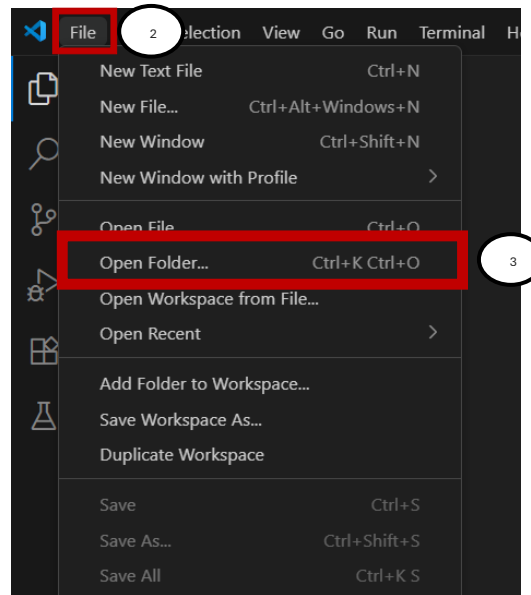 File 2 election View Go Run Terminal H
New Text File Ctrl+N
New File... Ctrl+Alt+Windows+N
New Window Ctrl+Shift+N
New Window with Profile
Open File... Ctrl+O
Open Folder... Ctrl+K Ctrl+O
3
Open Workspace from File...
Open Recent
Add Folder to Workspace...
Save Workspace As...
Duplicate Workspace
Save Ctrl+S
Save As... Ctrl+Shift+S
Save All Ctrl+K S